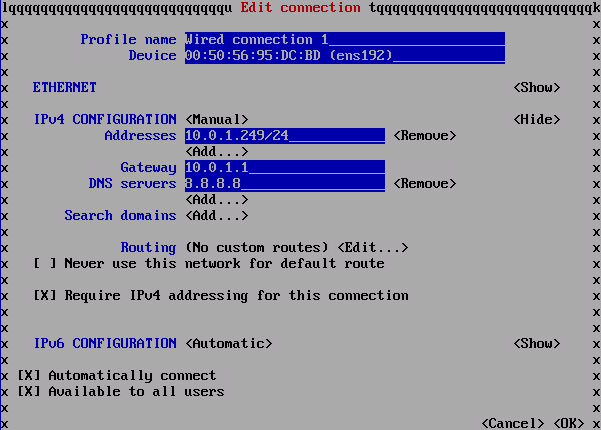 lqqqqqqqqqqqqqqqqqqqqqqqqqqqu Edit connection tqqqqqqqqqqqqqqqqqqqqqqqqqqqk
Profile name Wired connection 1
Device 00:50:56:95:DC:BD (ens192)
ETHERNET <Show>
IPv4 CONFIGURATION <Manual> <Hide>
Addresses 10.0.1.249/24 <Remove>
<Add...>
Gateway 10.0.1.1
DNS servers 8.8.8.8 <Remove>
<Add...>
Search domains <Add...>
Routing (No custom routes) <Edit...>
[ ] Never use this network for default route
[X] Require IPv4 addressing for this connection
IPv6 CONFIGURATION <Automatic> <Show>
[X] Automatically connect
[X] Available to all users
<Cancel> <OK>